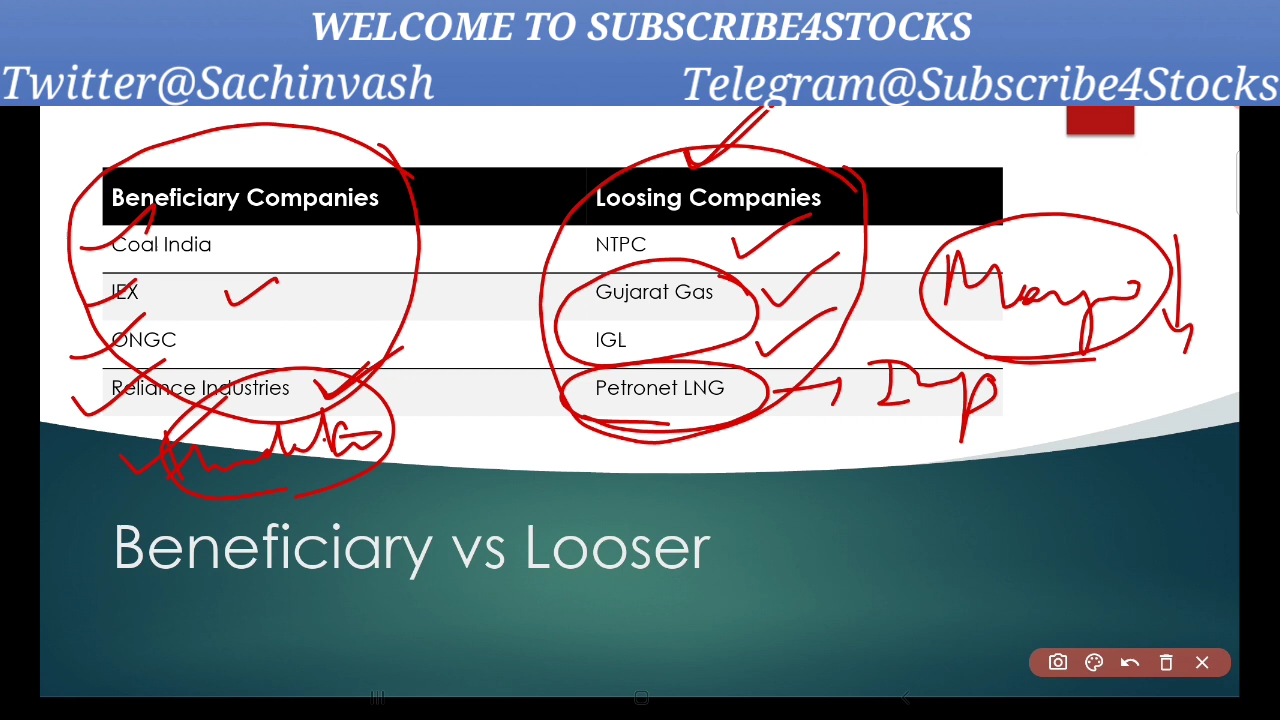 WELCOME TO SUBSCRIBE4STOCKS
Twitter@Sachinvash Telegram@Subscribe4Stocks
Beneficiary Companies Loosing Companies
Coal India NTPC
IEX Gujarat Gas
ONGC IGL
Reliance Industries Petronet LNG
Imp
Beneficiary vs Looser